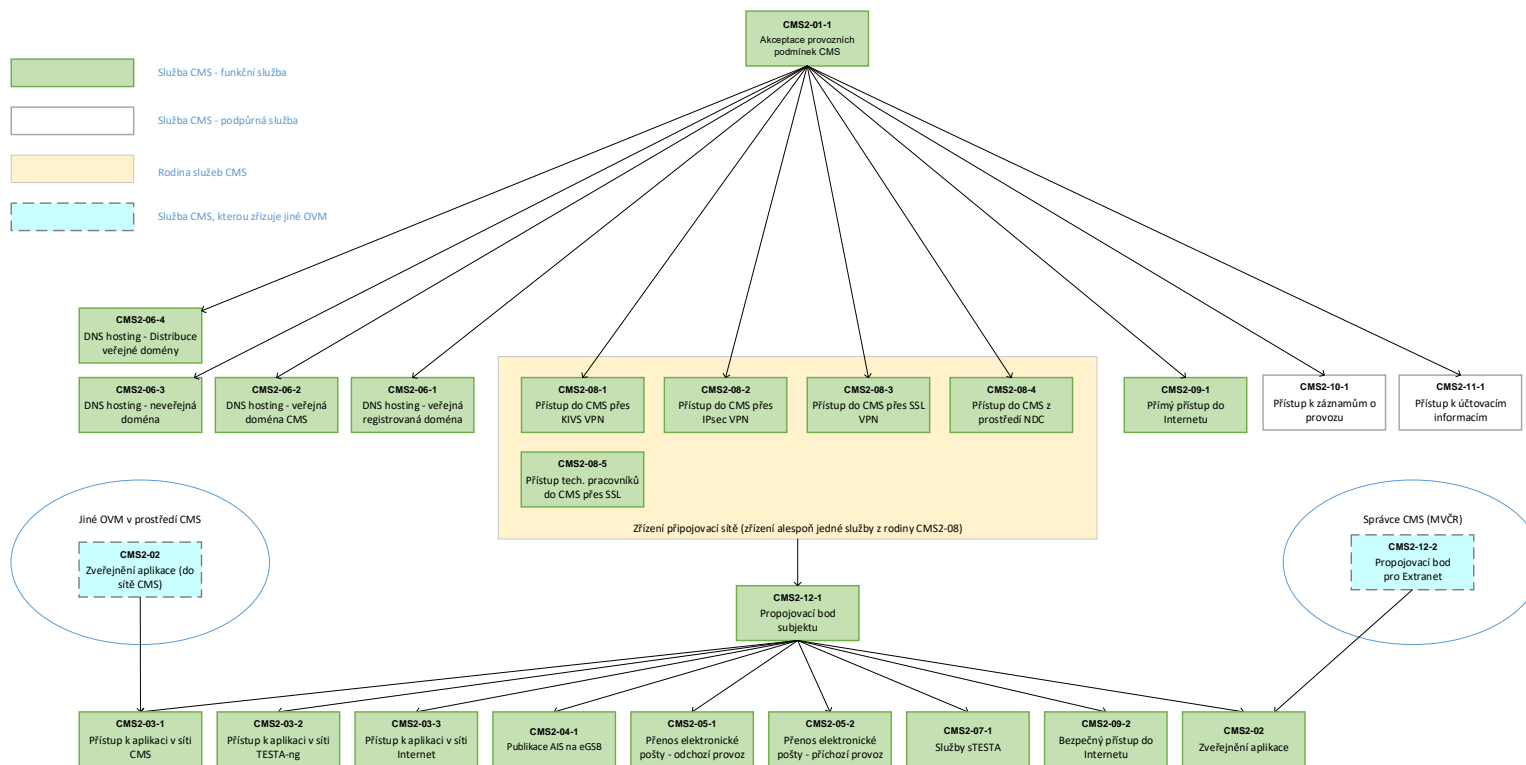 CMS2-01-1
Akceptace provozních
podmínek CMS
Služba CMS - funkční služba
Služba CMS - podpůrná služba
Rodina služeb CMS
Služba CMS, kterou zřizuje jiné OVM
CMS2-06-4
DNS hosting - Distribuce
veřejné domény
CMS2-06-3
DNS hosting - neveřejná
doména
CMS2-06-2
DNS hosting - veřejná
doména CMS
CMS2-06-1
DNS hosting - veřejná
registrovaná doména
CMS2-08-1
Přístup do CMS přes
KIVS VPN
CMS2-08-2
Přístup do CMS přes
IPsec VPN
CMS2-08-3
Přístup do CMS přes SSL
VPN
CMS2-08-4
Přístup do CMS z
prostředí NDC
CMS2-09-1
Přímý přístup do
Internetu
CMS2-10-1
Přístup k záznamům o
provozu
CMS2-11-1
Přístup k účtovacím
informacím
CMS2-08-5
Přístup tech. pracovníků
do CMS přes SSL
Zřízení připojovací sítě (zřízení alespoň jedné služby z rodiny CMS2-08)
Jiné OVM v prostředí CMS
CMS2-02
Zveřejnění aplikace (do
sítě CMS)
Správce CMS (MVČR)
CMS2-12-2
Propojovací bod
pro Extranet
CMS2-12-1
Propojovací bod
subjektu
CMS2-03-1
Přístup k aplikaci v síti
CMS
CMS2-03-2
Přístup k aplikaci v síti
TESTA-ng
CMS2-03-3
Přístup k aplikaci v síti
Internet
CMS2-04-1
Publikace AIS na eGSB
CMS2-05-1
Přenos elektronické
pošty - odchozí provoz
CMS2-05-2
Přenos elektronické
pošty - příchozí provoz
CMS2-07-1
Služby sTESTA
CMS2-09-2
Bezpečný přístup do
Internetu
CMS2-02
Zveřejnění aplikace